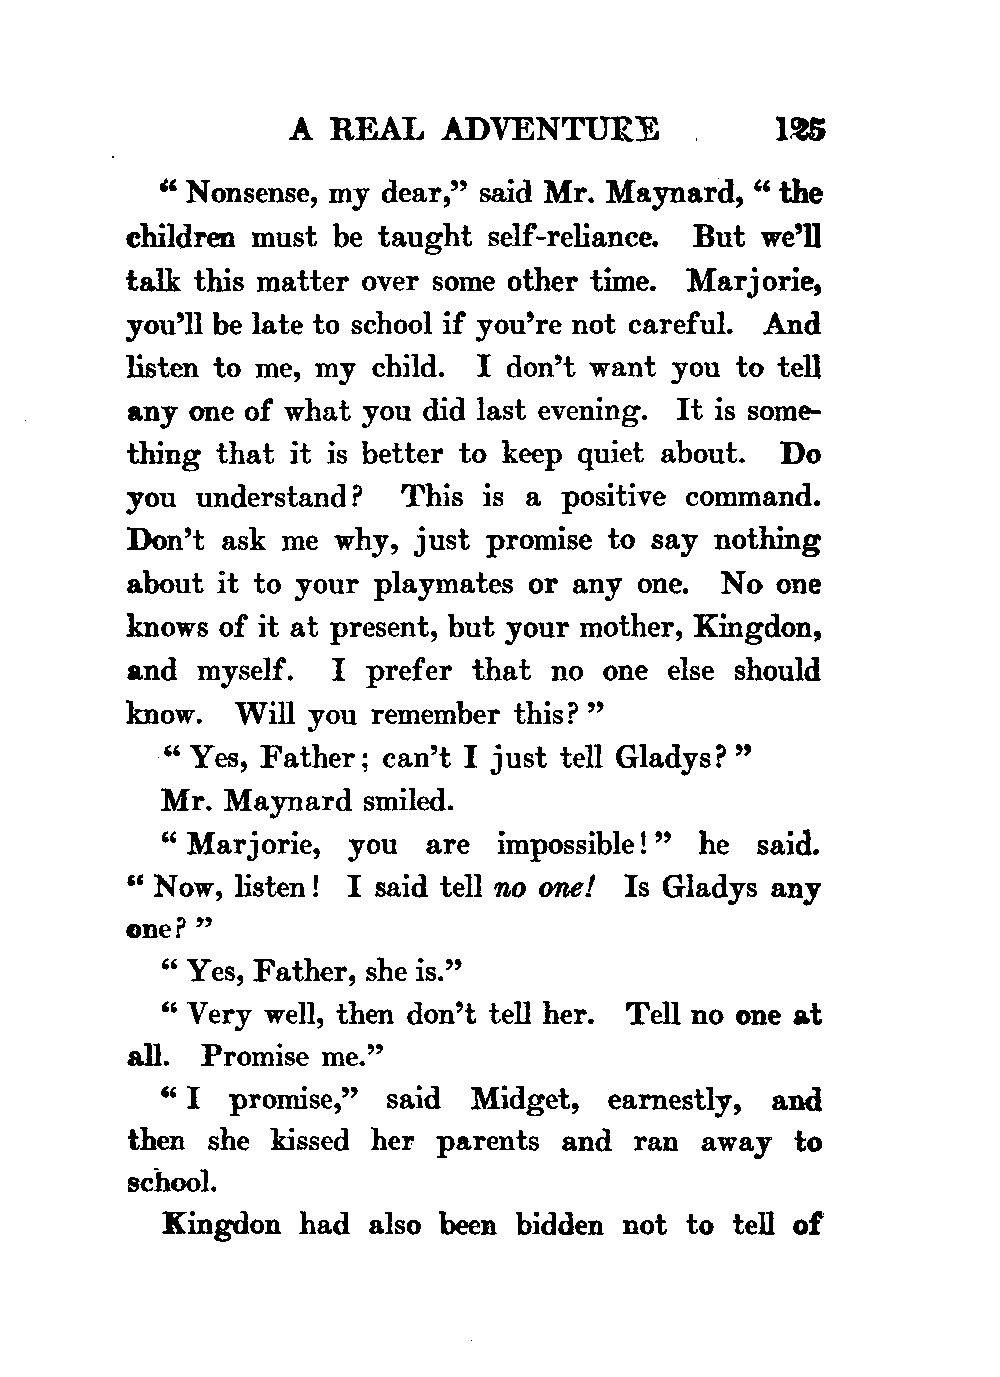 A REAL ADVENTURE 125
“ Nonsense, my dear,” said Mr. Maynard, “ the
children must be taught self-reliance. But we’ll
talk this matter over some other time. Marjorie,
you’ll be late to school if you’re not careful. And
listen to me, my child. I don’t want you to tell
any one of what you did last evening. It is some-
thing that it is better to keep quiet about. Do
you understand? This is a positive command.
Don’t ask me why, just promise to say nothing
about it to your playmates or any one. No one
knows of it at present, but your mother, Kingdon,
and myself. I prefer that no one else should
know. Will you remember this? ”
“ Yes, Father; can’t I just tell Gladys? ”
Mr. Maynard smiled.
“ Marjorie, you are impossible! ” he said.
“ Now, listen! I said tell no one! Is Gladys any
one? ”
“ Yes, Father, she is.”
“ Very well, then don’t tell her. Tell no one at
all. Promise me.”
“ I promise,” said Midget, earnestly, and
then she kissed her parents and ran away to
school.
Kingdon had also been bidden not to tell of